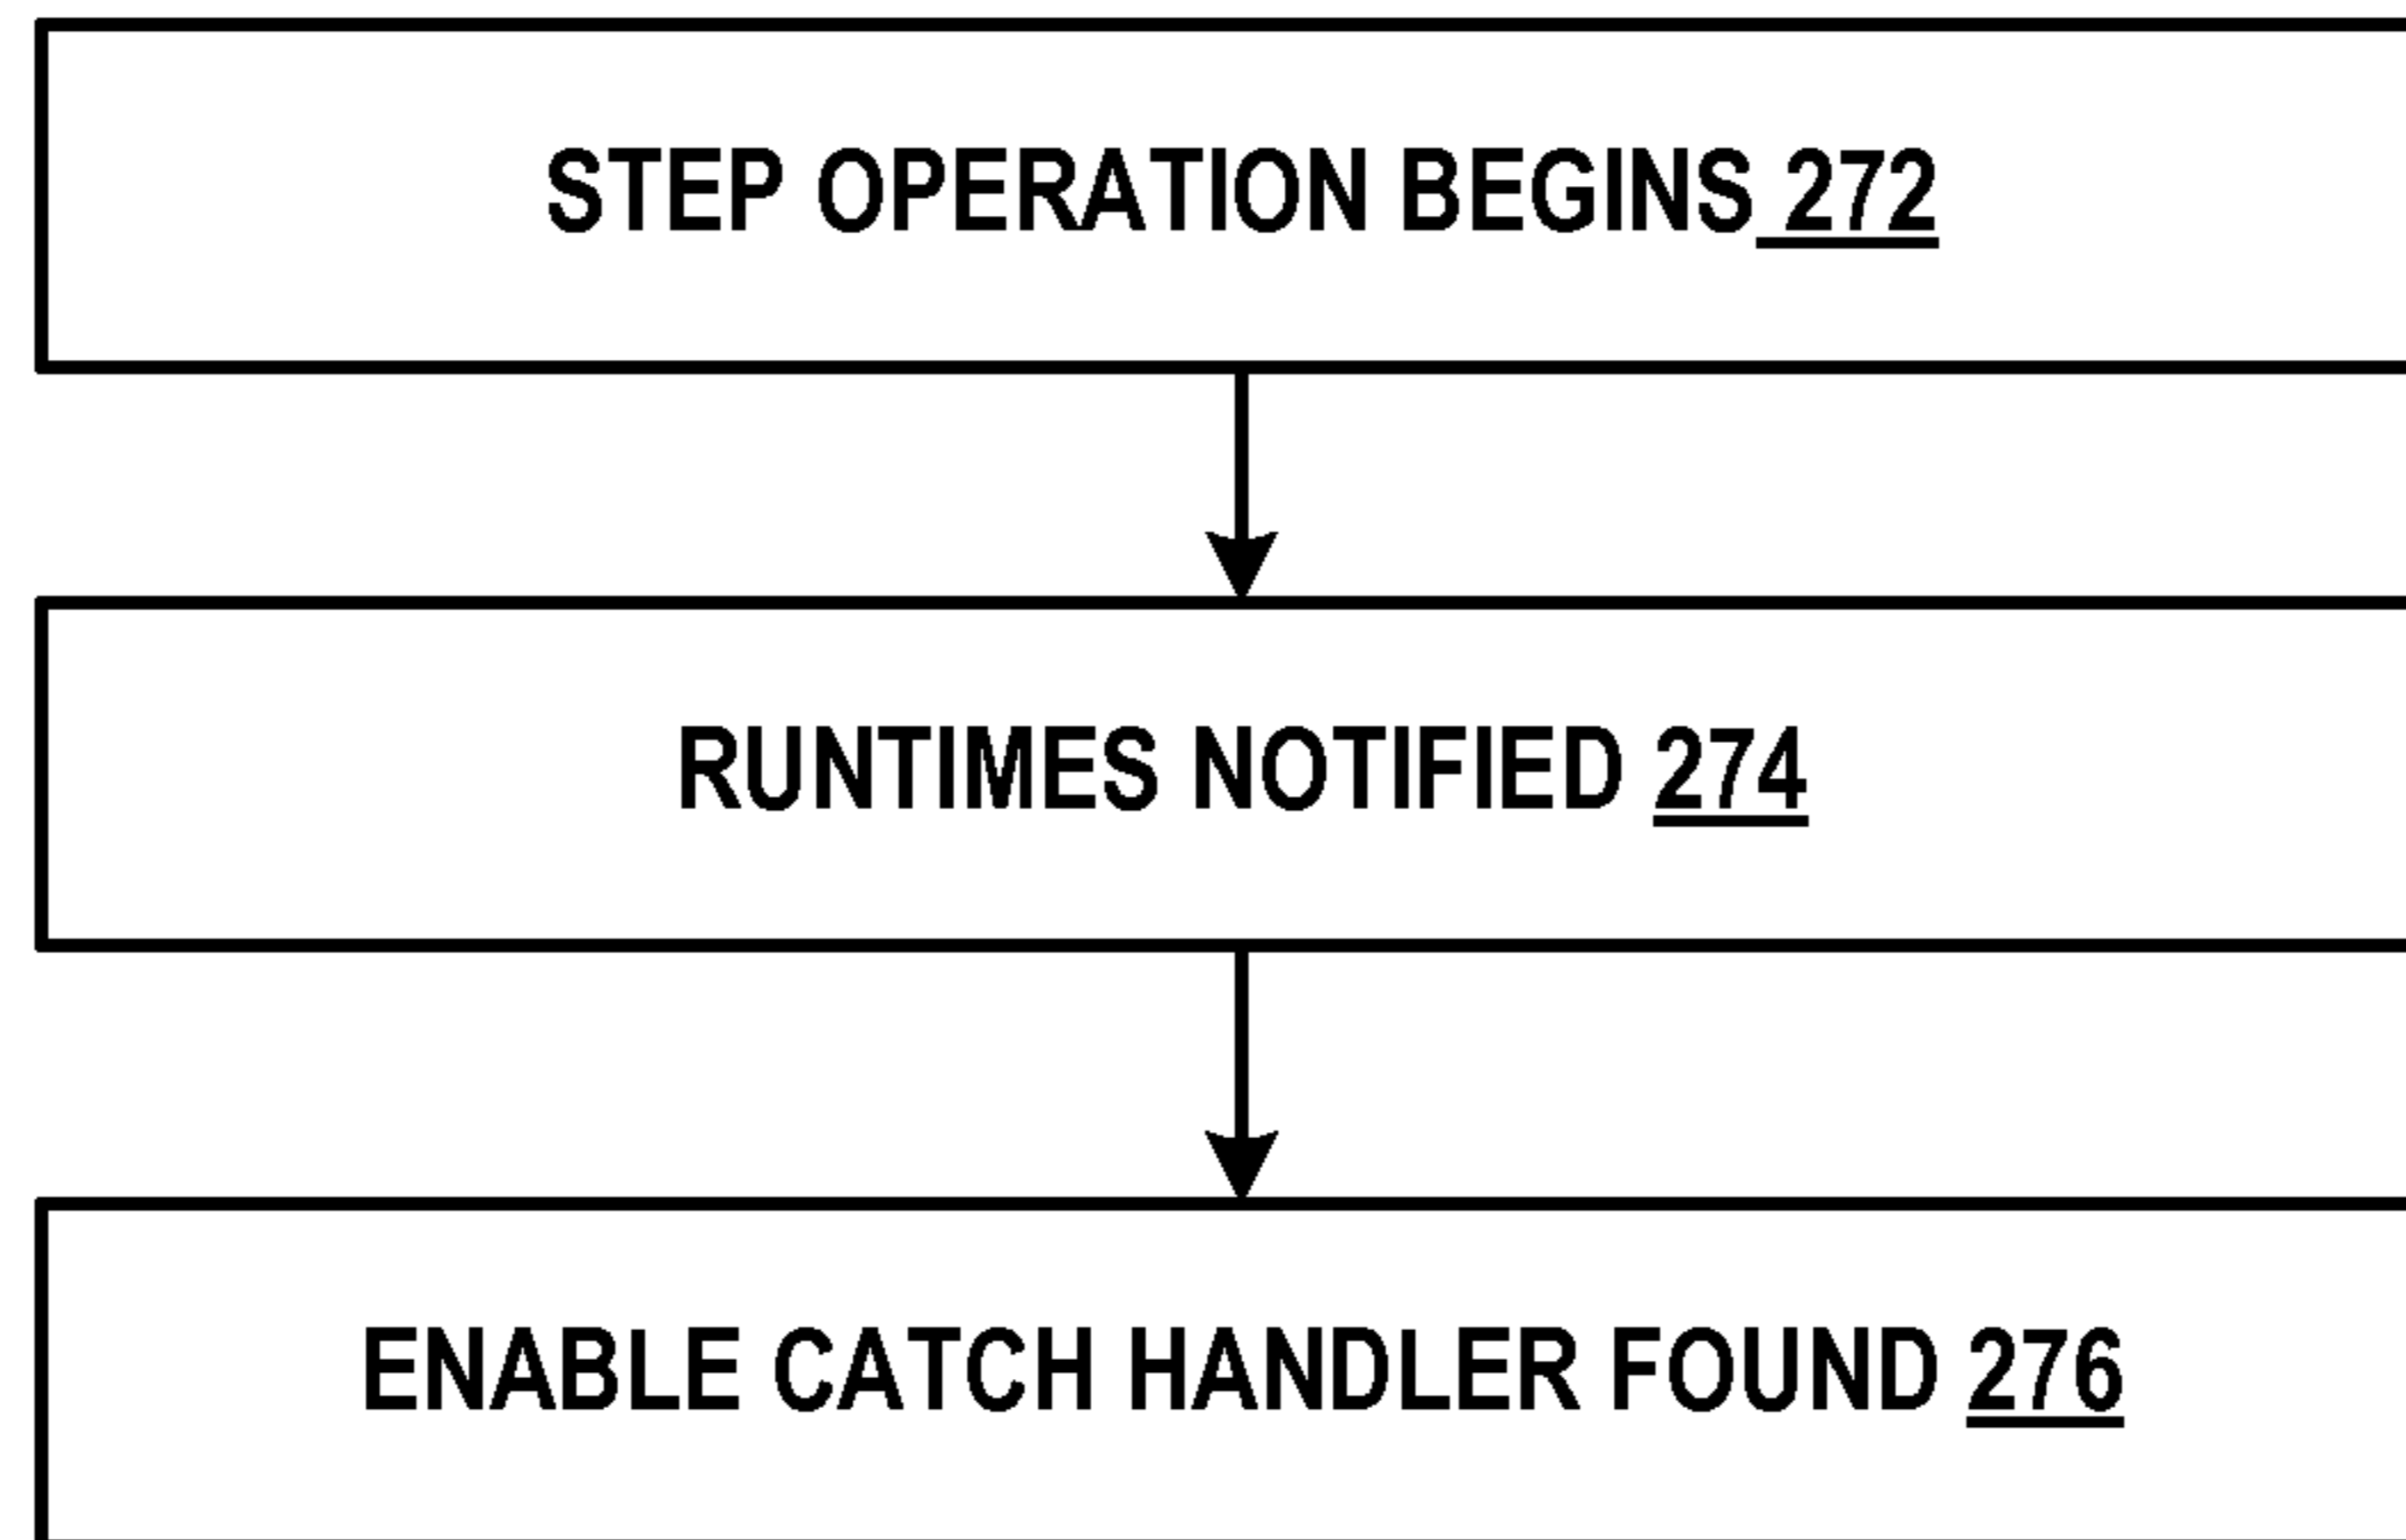 STEP OPERATION BEGINS 272
RUNTIMES NOTIFIED 274
ENABLE CATCH HANDLER FOUND 276